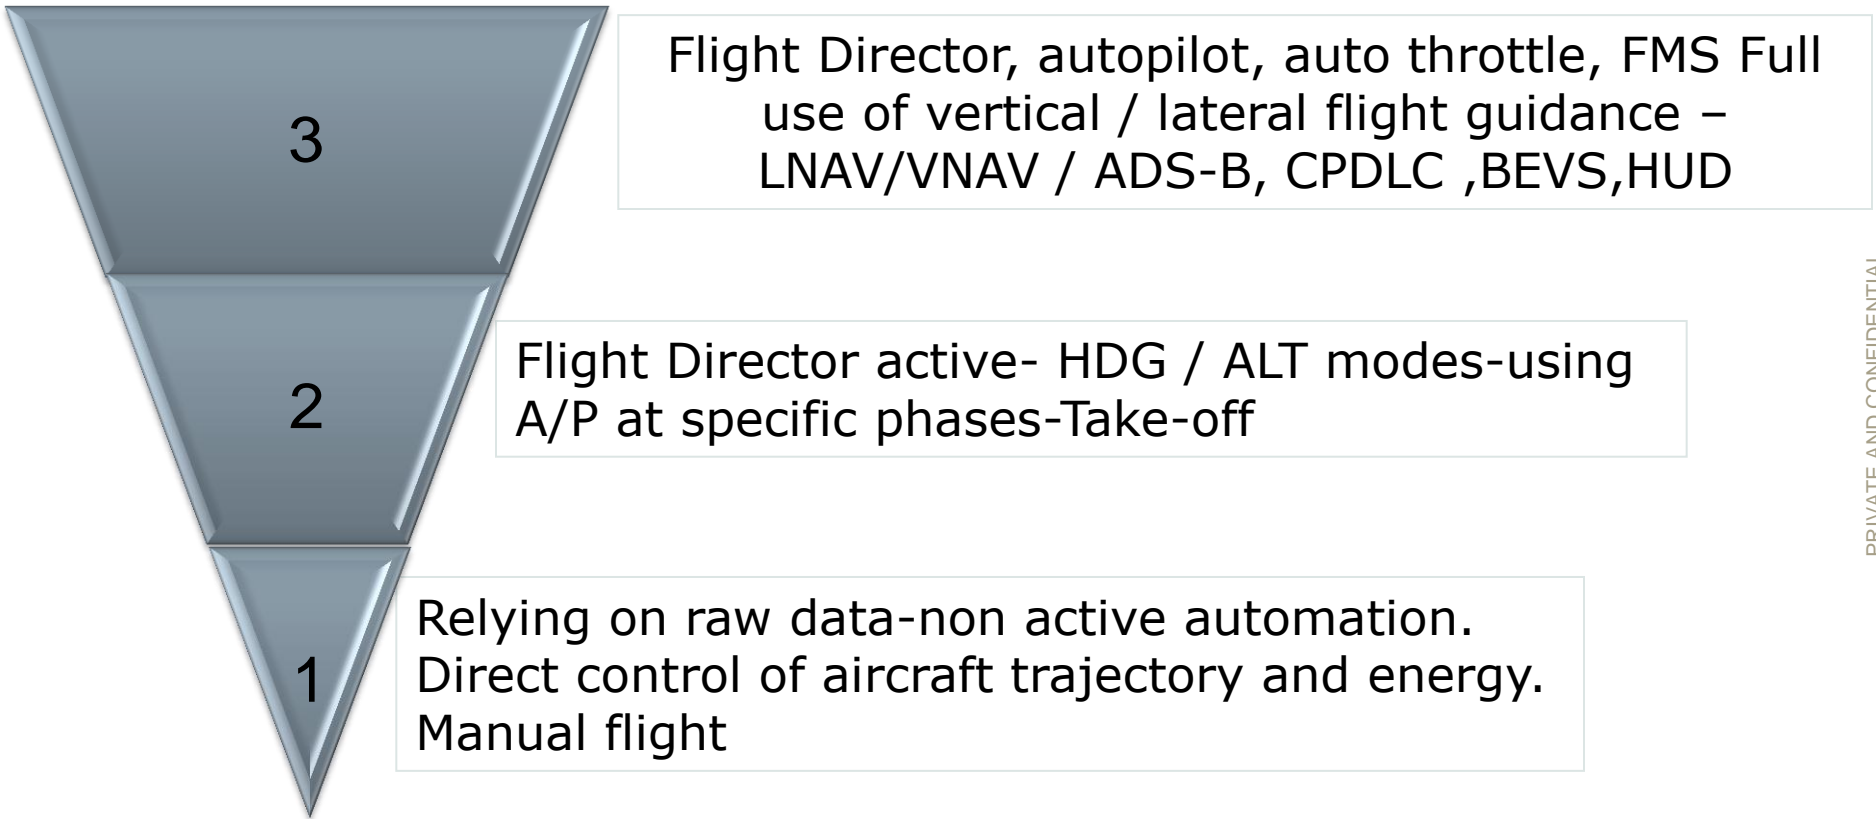 3
Flight Director, autopilot, auto throttle, FMS Full
use of vertical / lateral flight guidance –
LNAV/VNAV / ADS-B, CPDLC ,BEVS,HUD
2
Flight Director active- HDG / ALT modes-using
A/P at specific phases-Take-off
1
Relying on raw data-non active automation.
Direct control of aircraft trajectory and energy.
Manual flight
PRIVATE AND CONFIDENTIAL